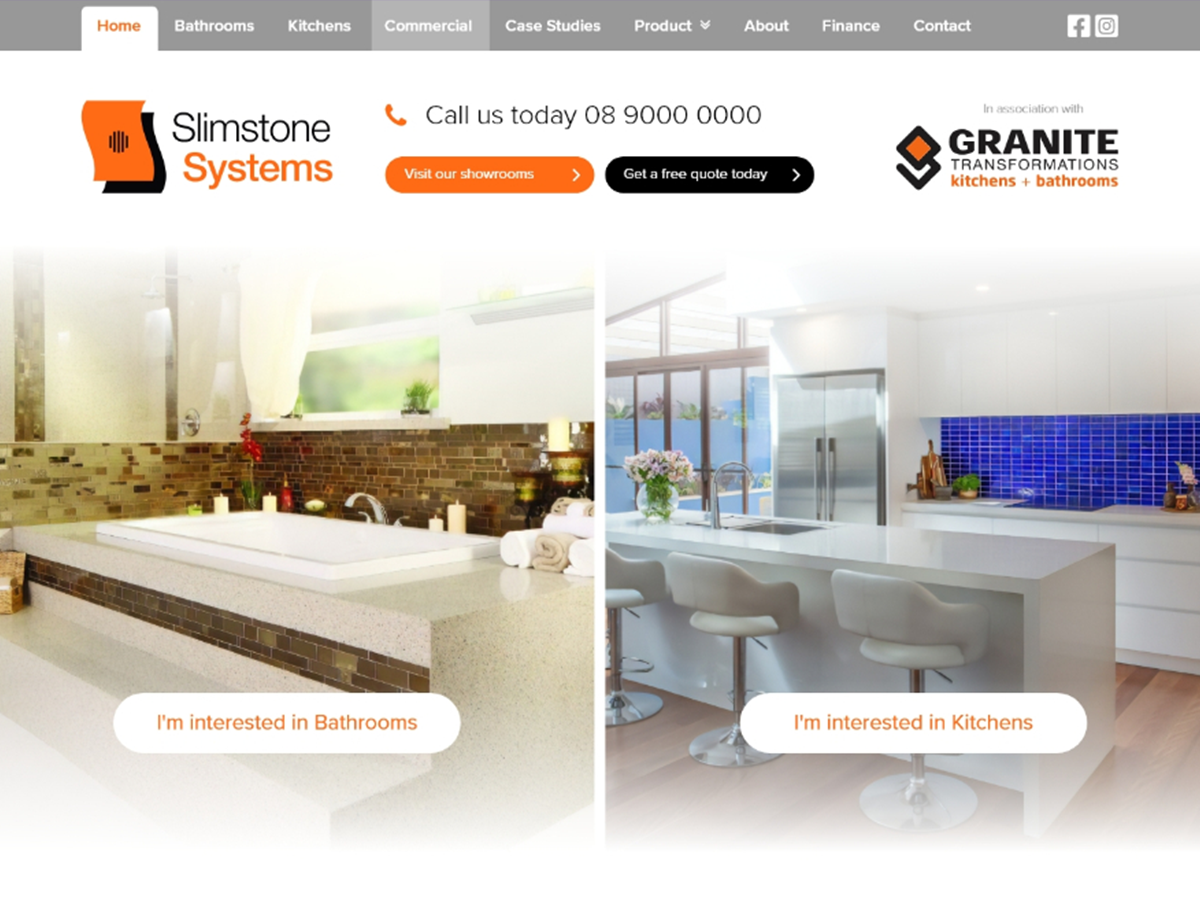 Home Bathrooms Kitchens Commercial Case Studies Product About Finance Contact
Slimstone
Systems
Call us today 08 9000 0000
Visit our showrooms
Get a free quote today
In association with
GRANITE
TRANSFORMATIONS
kitchens + bathrooms
I'm interested in Bathrooms
I'm interested in Kitchens